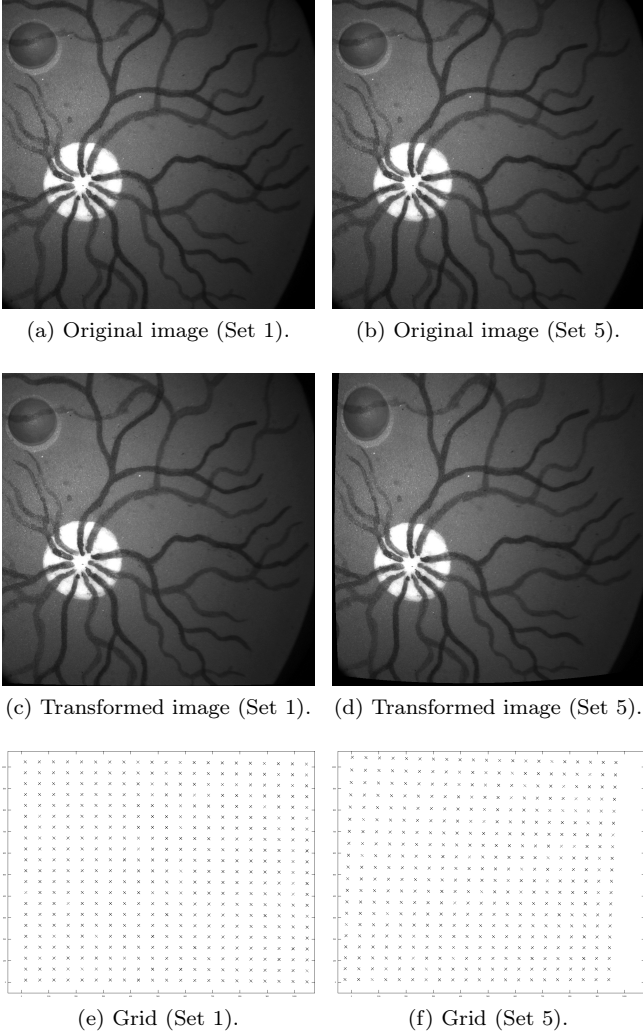 (a) Original image (Set 1).
(b) Original image (Set 5).
(c) Transformed image (Set 1).
(d) Transformed image (Set 5).
(e) Grid (Set 1).
(f) Grid (Set 5).